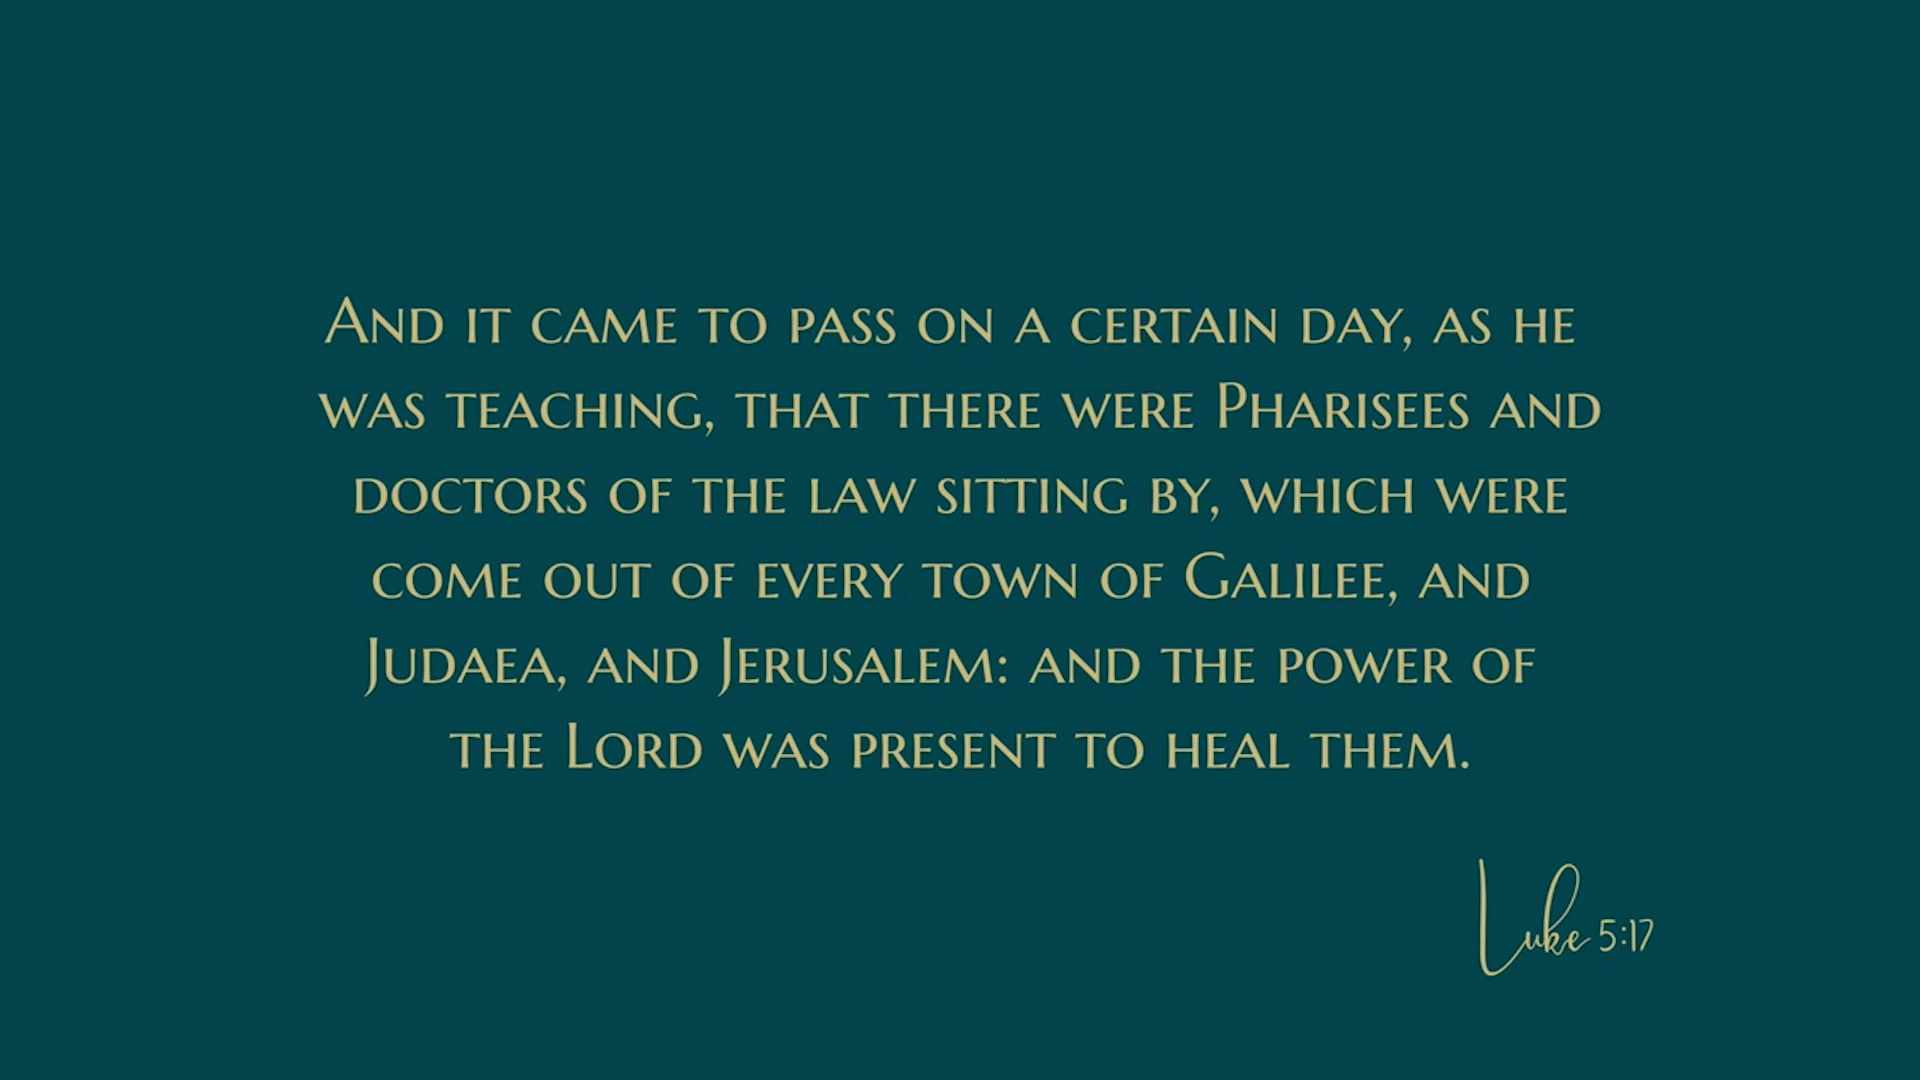 And it came to pass on a certain day, as he
was teaching, that there were Pharisees and
doctors of the law sitting by, which were
come out of every town of Galilee, and
Judaea, and Jerusalem: and the power of
the Lord was present to heal them.
Luke 5:17